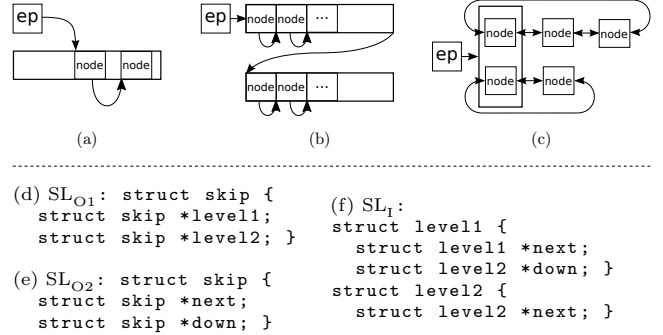 ep
node
node
(a)
ep
node node ...
node node ...
(b)
node node node
ep
node node
(c)
(d) SL_O1: struct skip {
struct skip *level1;
struct skip *level2; }
(e) SL_O2: struct skip {
struct skip *next;
struct skip *down; }
(f) SL_I:
struct level1 {
struct level1 *next;
struct level2 *down; }
struct level2 {
struct level2 *next; }